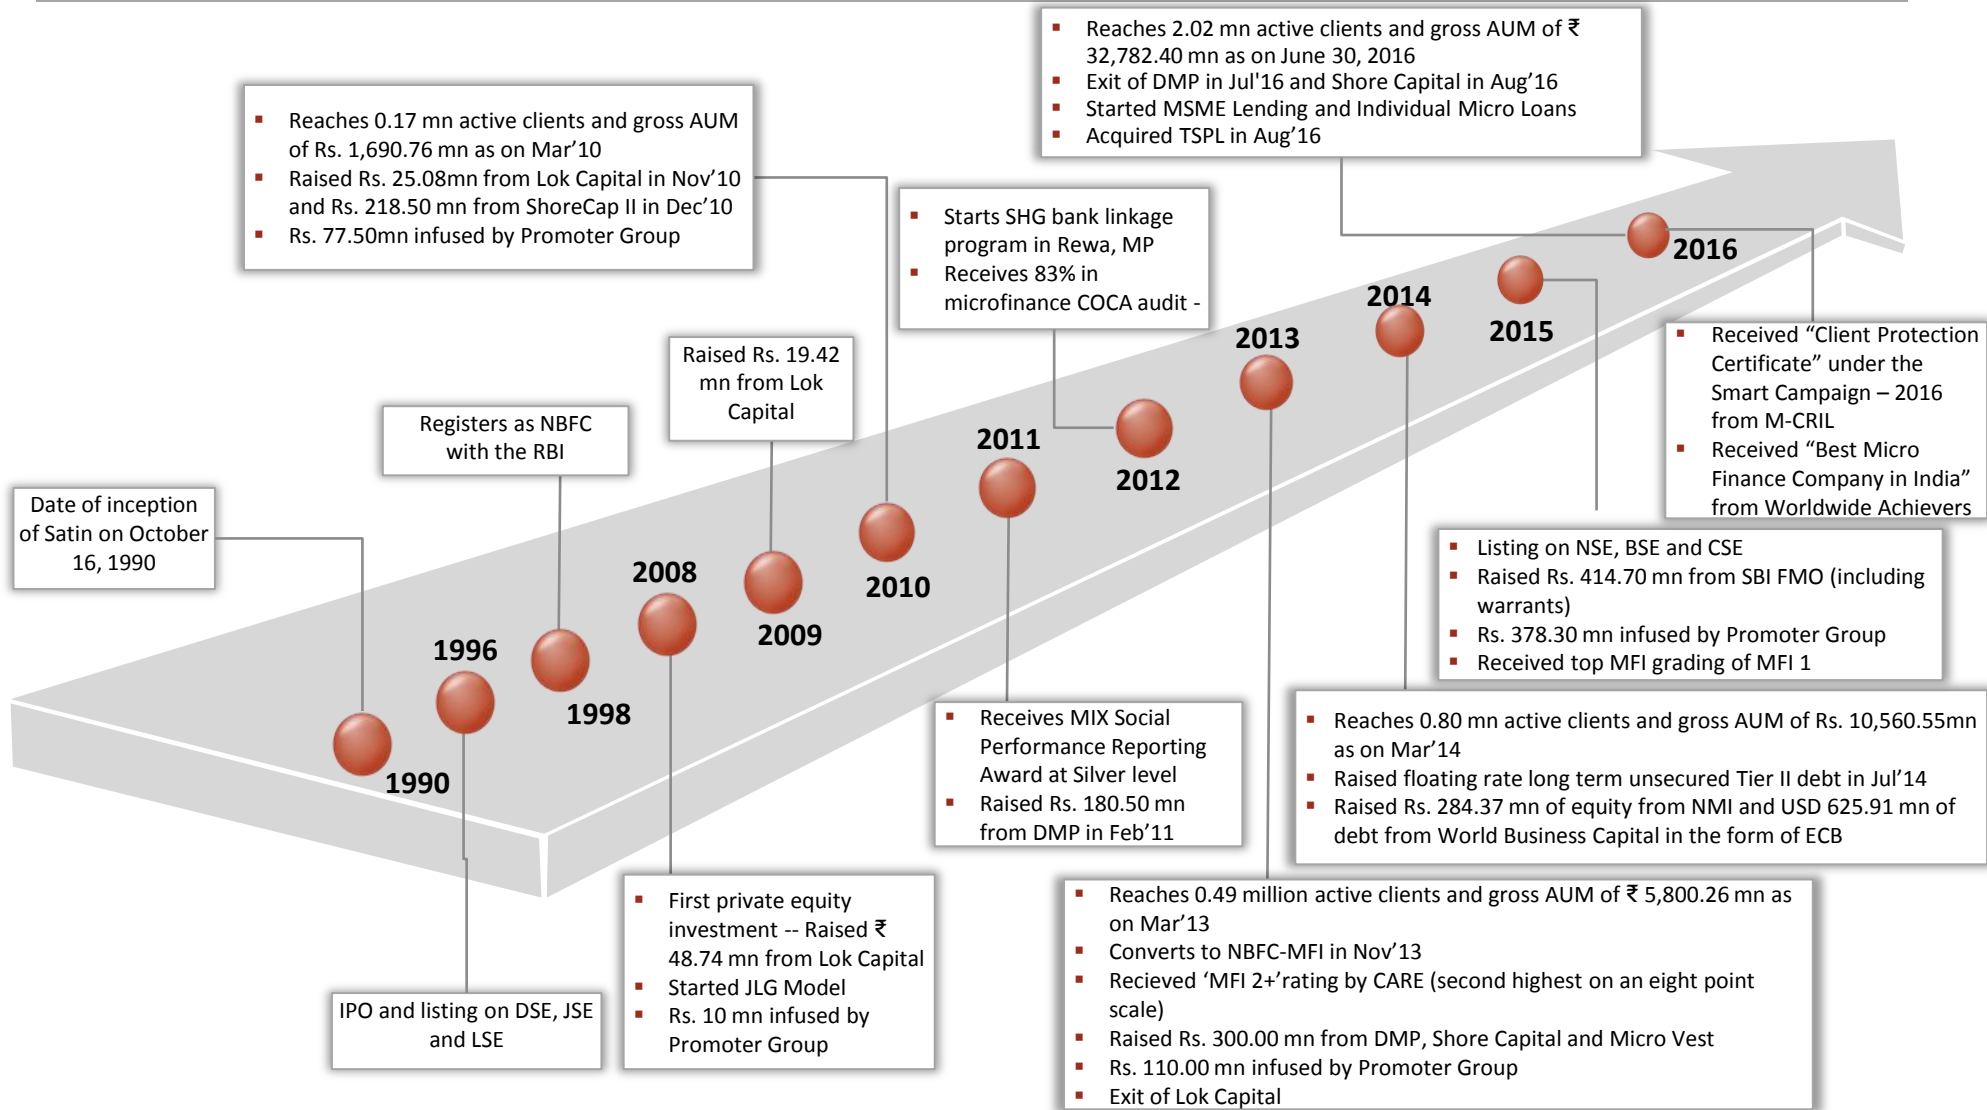 Reaches 2.02 mn active clients and gross AUM of ₹
32,782.40 mn as on June 30, 2016
Exit of DMP in Jul'16 and Shore Capital in Aug’16
Started MSME Lending and Individual Micro Loans
Acquired TSPL in Aug’16
Reaches 0.17 mn active clients and gross AUM
of Rs. 1,690.76 mn as on Mar’10
Raised Rs. 25.08mn from Lok Capital in Nov’10
and Rs. 218.50 mn from ShoreCap II in Dec’10
Rs. 77.50mn infused by Promoter Group
Starts SHG bank linkage
program in Rewa, MP
Receives 83% in
microfinance COCA audit -
Raised Rs. 19.42
mn from Lok
Capital
Registers as NBFC
with the RBI
Date of inception
of Satin on October
16, 1990
1990
1996
1998
2008
2009
2010
2011
2012
2013
2014
2015
2016
Received “Client Protection
Certificate” under the
Smart Campaign – 2016
from M-CRIL
Received “Best Micro
Finance Company in India”
from Worldwide Achievers
Listing on NSE, BSE and CSE
Raised Rs. 414.70 mn from SBI FMO (including
warrants)
Rs. 378.30 mn infused by Promoter Group
Received top MFI grading of MFI 1
Reaches 0.80 mn active clients and gross AUM of Rs. 10,560.55mn
as on Mar’14
Raised floating rate long term unsecured Tier II debt in Jul’14
Raised Rs. 284.37 mn of equity from NMI and USD 625.91 mn of
debt from World Business Capital in the form of ECB
Receives MIX Social
Performance Reporting
Award at Silver level
Raised Rs. 180.50 mn
from DMP in Feb’11
Reaches 0.49 million active clients and gross AUM of ₹ 5,800.26 mn as
on Mar’13
Converts to NBFC-MFI in Nov’13
Recieved ‘MFI 2+’rating by CARE (second highest on an eight point
scale)
Raised Rs. 300.00 mn from DMP, Shore Capital and Micro Vest
Rs. 110.00 mn infused by Promoter Group
Exit of Lok Capital
First private equity
investment -- Raised ₹
48.74 mn from Lok Capital
Started JLG Model
Rs. 10 mn infused by
Promoter Group
IPO and listing on DSE, JSE
and LSE